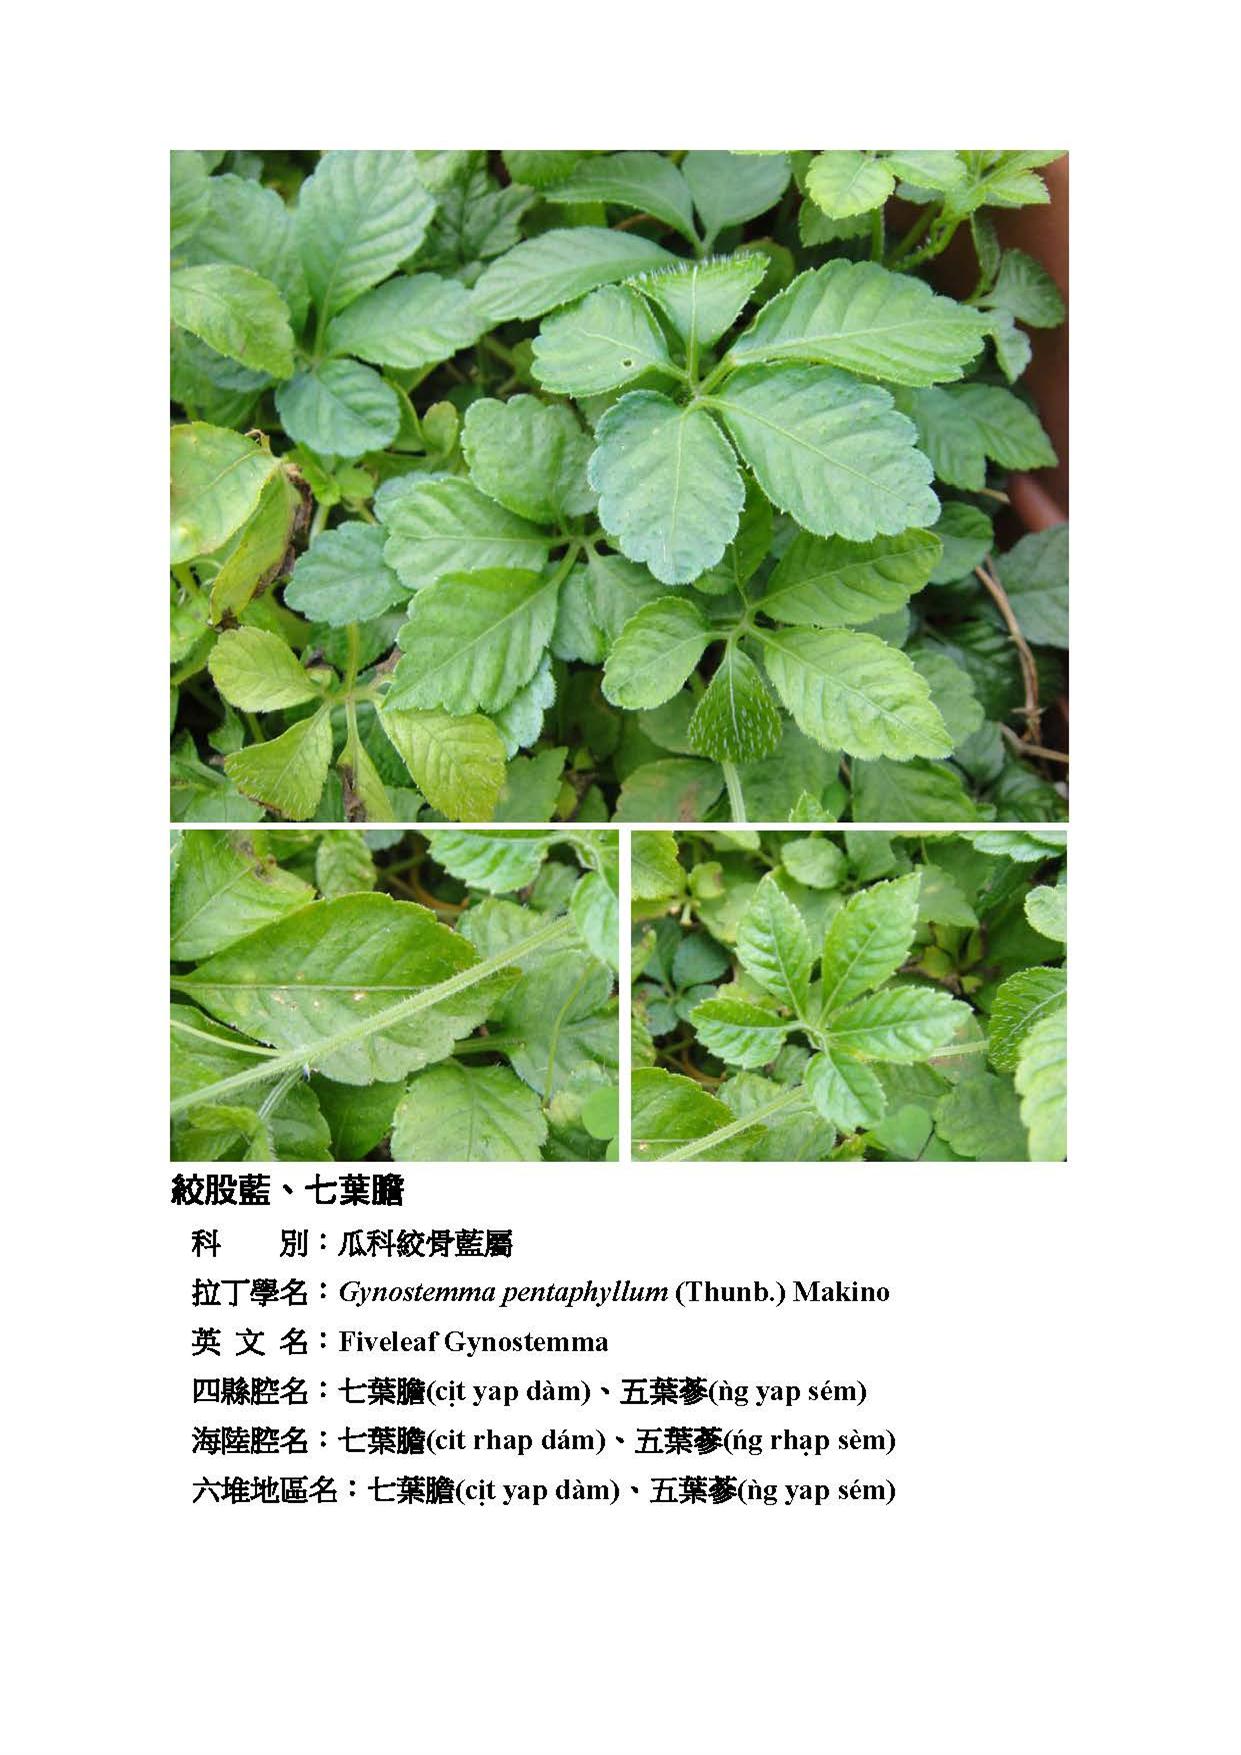 絞股藍、七葉膽
科　　別：瓜科絞骨藍屬
拉丁學名：Gynostemma pentaphyllum (Thunb.) Makino
英 文 名：Fiveleaf Gynostemma
四縣腔名：七葉膽(cịt yap dàm)、五葉蔘(ǹg yap sém)
海陸腔名：七葉膽(cit rhap dám)、五葉蔘(ńg rhạp sèm)
六堆地區名：七葉膽(cịt yap dàm)、五葉蔘(ǹg yap sém)